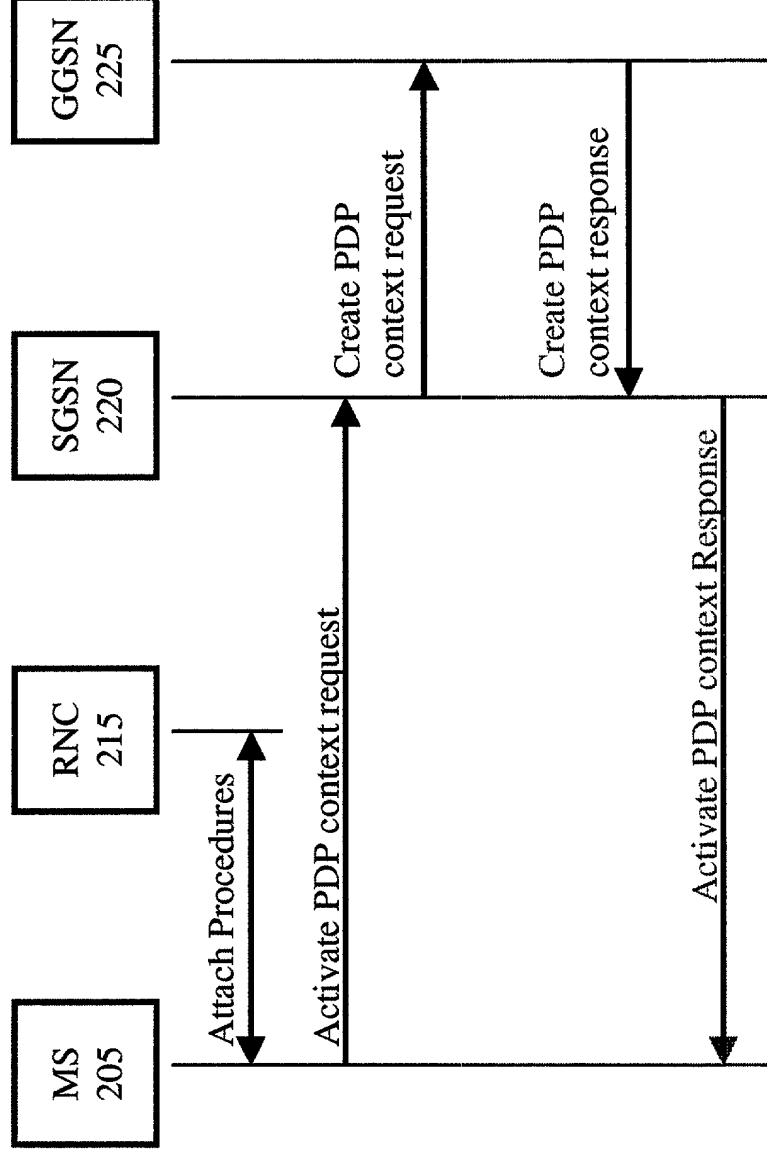 MS
205
RNC
215
SGSN
220
GGSN
225
Attach Procedures
Activate PDP context request
Create PDP
context request
Create PDP
context response
Activate PDP context Response